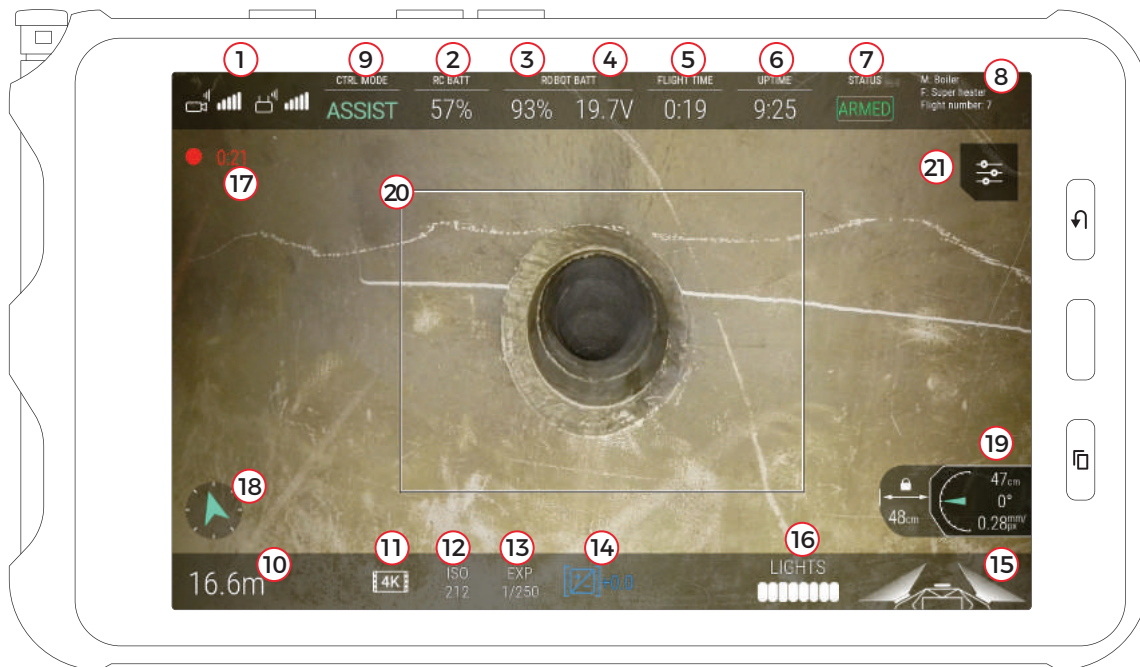 1 9 2 3 4 5 6 7 8
CTRL MODE RC BATT ROBOT BATT FLIGHT TIME UPTIME STATUS
M: Boiler
F: Super heater
Flight number: 7
ASSIST 57% 93% 19.7V 0:19 9:25 ARMED
0:21
17
20
21
19
47cm
0°
0.28mm/px
48cm
18
10 11 12 13 14 16 15
16.6m
4K
ISO
212
EXP
1/250
+0.0
LIGHTS